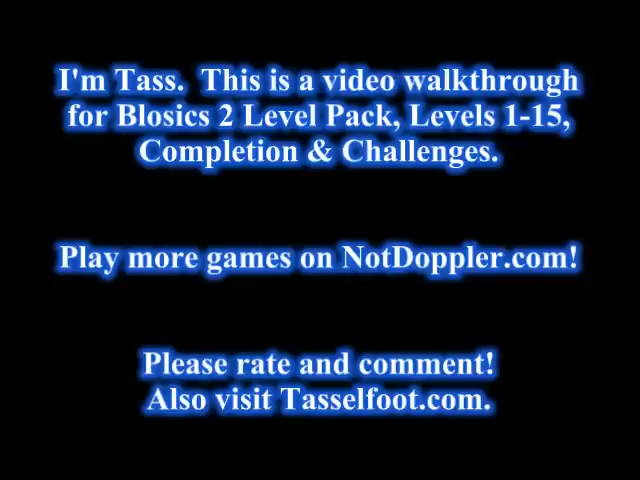 I'm Tass.  This is a video walkthrough
for Blosics 2 Level Pack, Levels 1-15,
Completion & Challenges.
Play more games on NotDoppler.com!
Please rate and comment!
Also visit Tasselfoot.com.